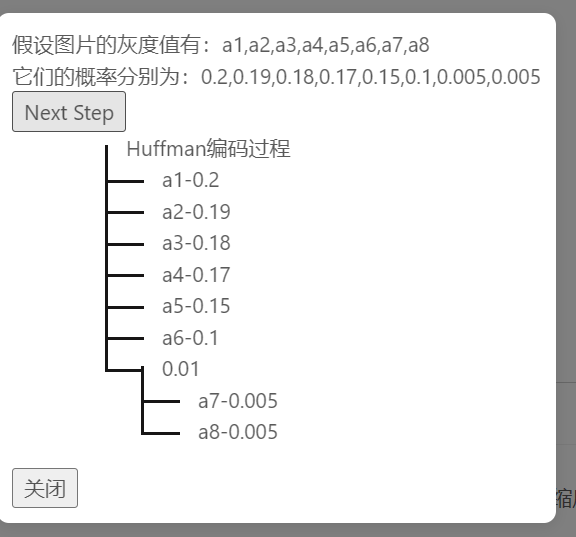 假设图片的灰度值有：a1,a2,a3,a4,a5,a6,a7,a8
它们的概率分别为：0.2,0.19,0.18,0.17,0.15,0.1,0.005,0.005
Next Step
Huffman编码过程
a1-0.2
a2-0.19
a3-0.18
a4-0.17
a5-0.15
a6-0.1
0.01
a7-0.005
a8-0.005
关闭
缩